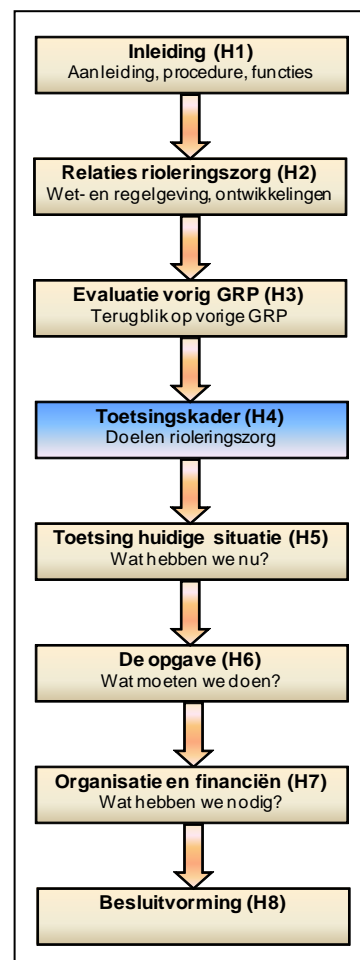 Inleiding (H1)
Aanleiding, procedure, functies
Relaties rioleringszorg (H2)
Wet- en regelgeving, ontwikkelingen
Evaluatie vorig GRP (H3)
Terugblik op vorige GRP
Toetsingskader (H4)
Doelen rioleringszorg
Toetsing huidige situatie (H5)
Wat hebben we nu?
De opgave (H6)
Wat moeten we doen?
Organisatie en financiën (H7)
Wat hebben we nodig?
Besluitvorming (H8)